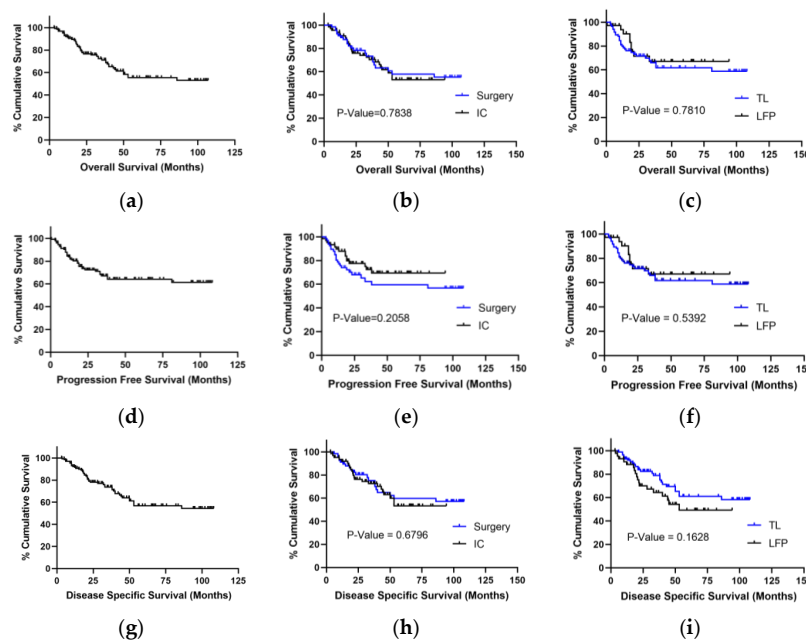 % Cumulative Survival
100
80
60
40
20
0
0 25 50 75 100 125
Overall Survival (Months)
(a)
% Cumulative Survival
100
80
60
40
20
0
P-Value=0.7838
Surgery
IC
0 25 50 75 100 125 150
Overall Survival (Months)
(b)
% Cumulative Survival
100
80
60
40
20
0
P-Value = 0.7810
TL
LFP
0 25 50 75 100 125
Overall Survival (Months)
(c)
% Cumulative Survival
100
80
60
40
20
0
0 25 50 75 100 125
Progression Free Survival (Months)
(d)
% Cumulative Survival
100
80
60
40
20
0
P-Value=0.2058
Surgery
IC
0 25 50 75 100 125 150
Progression Free Survival (Months)
(e)
% Cumulative Survival
100
80
60
40
20
0
P-Value = 0.5392
TL
LFP
0 25 50 75 100 125
Progression Free Survival (Months)
(f)
% Cumulative Survival
100
80
60
40
20
0
0 25 50 75 100 125
Disease Specific Survival (Months)
(g)
% Cumulative Survival
100
80
60
40
20
0
P-Value = 0.6796
Surgery
IC
0 25 50 75 100 125 150
Disease Specific Survival (Months)
(h)
% Cumulative Survival
100
80
60
40
20
0
P-Value = 0.1628
TL
LFP
0 25 50 75 100 125
Disease Specific Survival (Months)
(i)